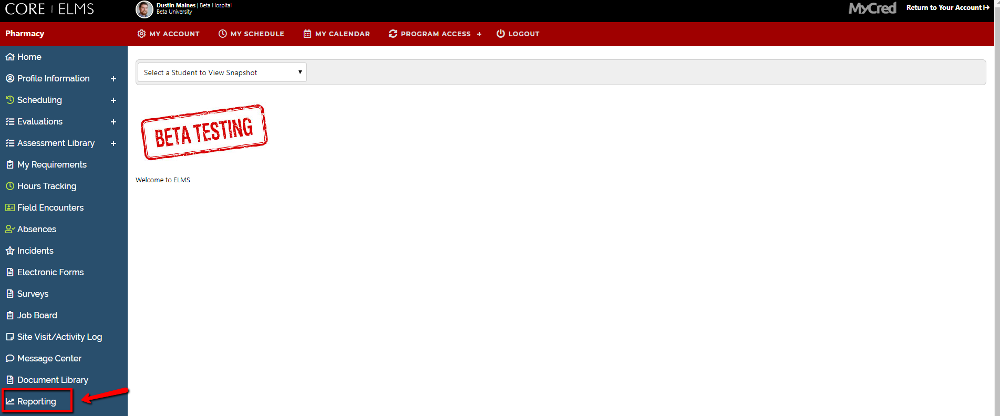 CORE | ELMS
Dustin Maines | Beta Hospital
Beta University
MyCred
Return to Your Account
Pharmacy
MY ACCOUNT
MY SCHEDULE
MY CALENDAR
PROGRAM ACCESS +
LOGOUT
Home
Profile Information +
Scheduling +
Evaluations +
Assessment Library +
My Requirements
Hours Tracking
Field Encounters
Absences
Incidents
Electronic Forms
Surveys
Job Board
Site Visit/Activity Log
Message Center
Document Library
Reporting
Select a Student to View Snapshot
BETA TESTING
Welcome to ELMS